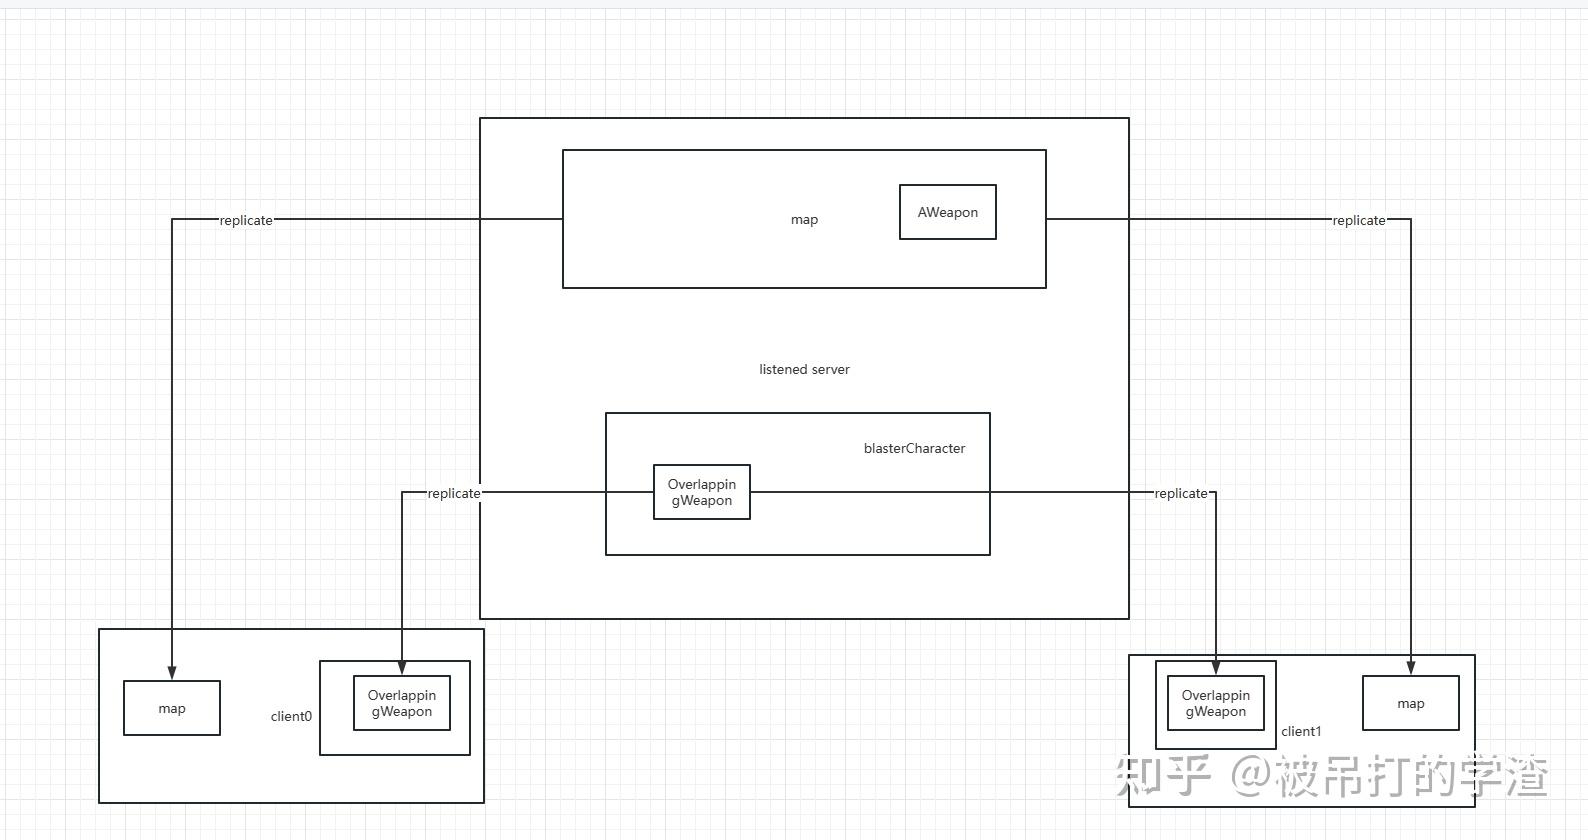 AWeapon
map
replicate
replicate
listened server
blasterCharacter
Overlappin
gWeapon
replicate
replicate
map
client0
Overlappin
gWeapon
Overlappin
gWeapon
client1
map
知乎 @被吊打的学渣